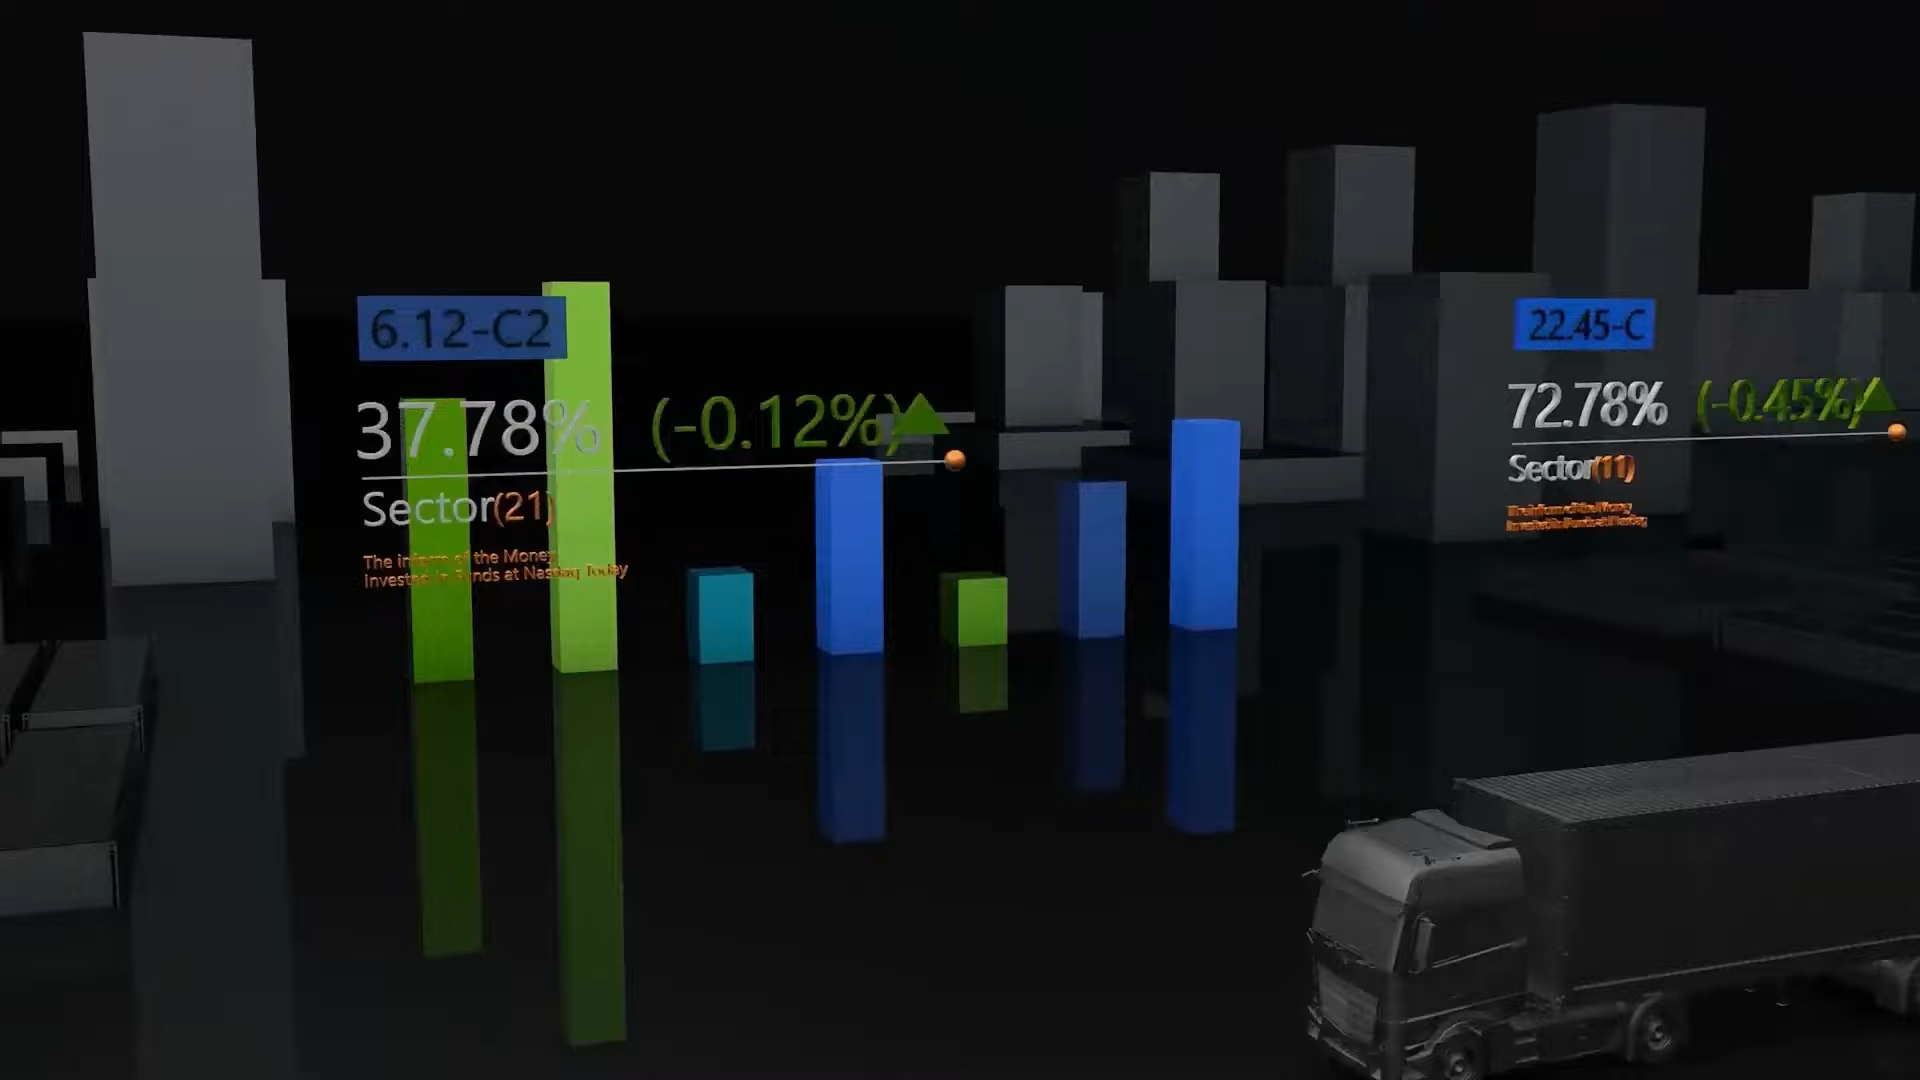 6.12-C2
37.78% (-0.12%)
Sector(21)
The inform of the Money
Invested in Funds at Nasdaq Today
22.45-C
72.78% (-0.45%)
Sector(11)